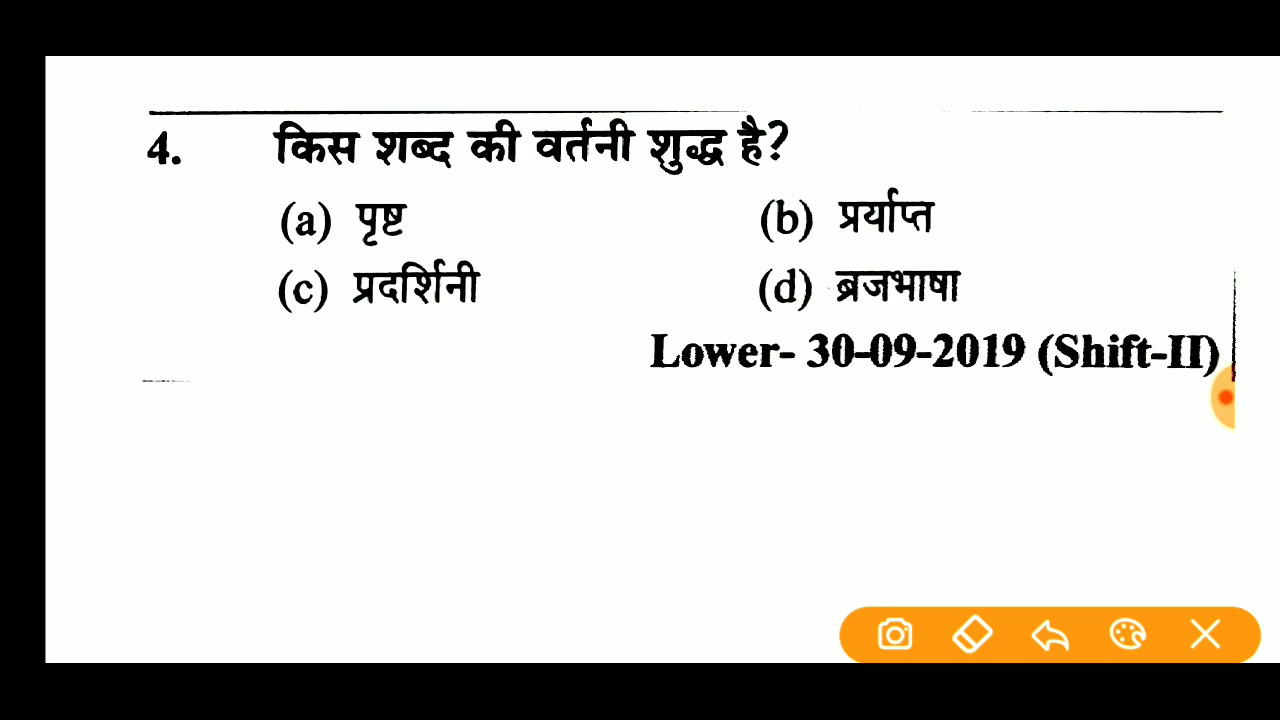 4. किस शब्द की वर्तनी शुद्ध है?
(a) पृष्ट (b) प्रर्याप्त
(c) प्रदर्शिनी (d) ब्रजभाषा
Lower- 30-09-2019 (Shift-II)